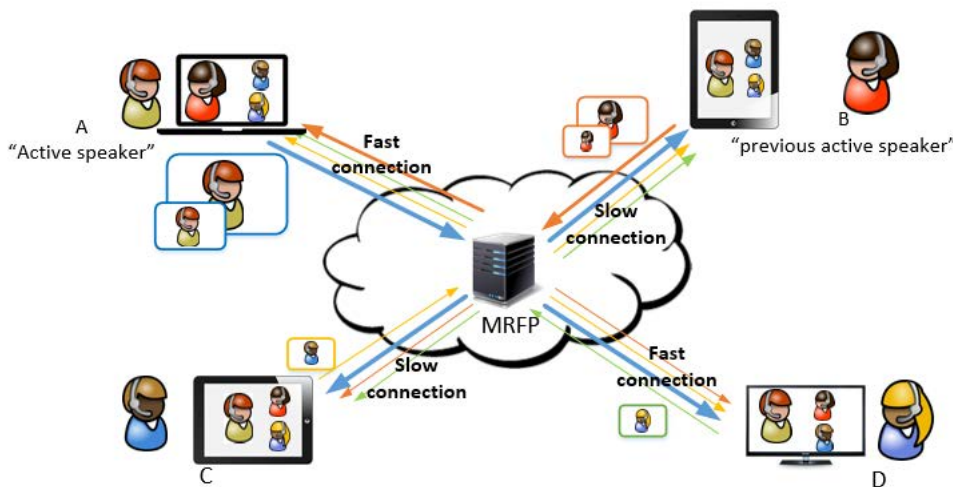 A
“Active speaker”
Fast
connection
B
“previous active speaker”
Slow
connection
MRFP
Slow
connection
Fast
connection
C
D